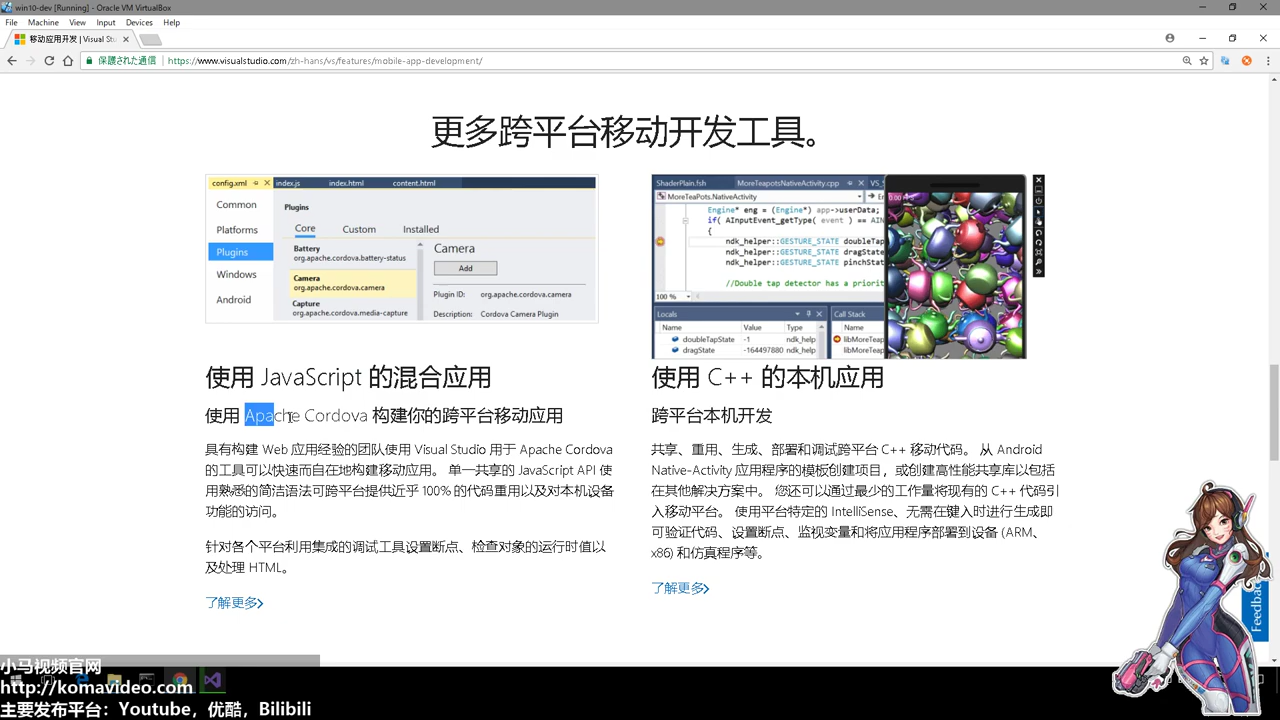 win10-dev [Running] - Oracle VM VirtualBox
File Machine View Input Devices Help
移动应用开发 | Visual Stu
保護された通信 https://www.visualstudio.com/zh-hans/vs/features/mobile-app-development/
更多跨平台移动开发工具。
config.xml index.js index.html content.html
Common
Platforms
Plugins
Windows
Android
Plugins
Core Custom Installed
Battery
org.apache.cordova.battery-status
Camera
org.apache.cordova.camera
Capture
org.apache.cordova.media-capture
Camera
Add
Plugin ID: org.apache.cordova.camera
Description: Cordova Camera Plugin
ShaderPlain.fsh MoreTeapotsNativeActivity.cpp VS_
MoreTeaPots.NativeActivity
Engine* eng = (Engine*) app->userData;
if( AInputEvent_getType( event ) == AIN
{
ndk_helper::GESTURE_STATE doubleTap
ndk_helper::GESTURE_STATE dragState
ndk_helper::GESTURE_STATE pinchStat
//Double tap detector has a priorit
100 %
Locals
Name Value Type
doubleTapState -1 ndk_help
dragState -164497880 ndk_help
Call Stack
Name
libMoreTeap
libMoreTeap
使用 JavaScript 的混合应用
使用 Apache Cordova 构建你的跨平台移动应用
具有构建 Web 应用经验的团队使用 Visual Studio 用于 Apache Cordova
的工具可以快速而自在地构建移动应用。 单一共享的 JavaScript API 使
用熟悉的简洁语法可跨平台提供近乎 100% 的代码重用以及对本机设备
功能的访问。
针对各个平台利用集成的调试工具设置断点、检查对象的运行时值以
及处理 HTML。
了解更多
使用 C++ 的本机应用
跨平台本机开发
共享、重用、生成、部署和调试跨平台 C++ 移动代码。 从 Android
Native-Activity 应用程序的模板创建项目，或创建高性能共享库以包括
在其他解决方案中。 您还可以通过最少的工作量将现有的 C++ 代码引
入移动平台。 使用平台特定的 IntelliSense、无需在键入时进行生成即
可验证代码、设置断点、监视变量和将应用程序部署到设备 (ARM、
x86) 和仿真程序等。
了解更多
Feedbac
小马视频官网
http://komavideo.com
主要发布平台：Youtube，优酷，Bilibili